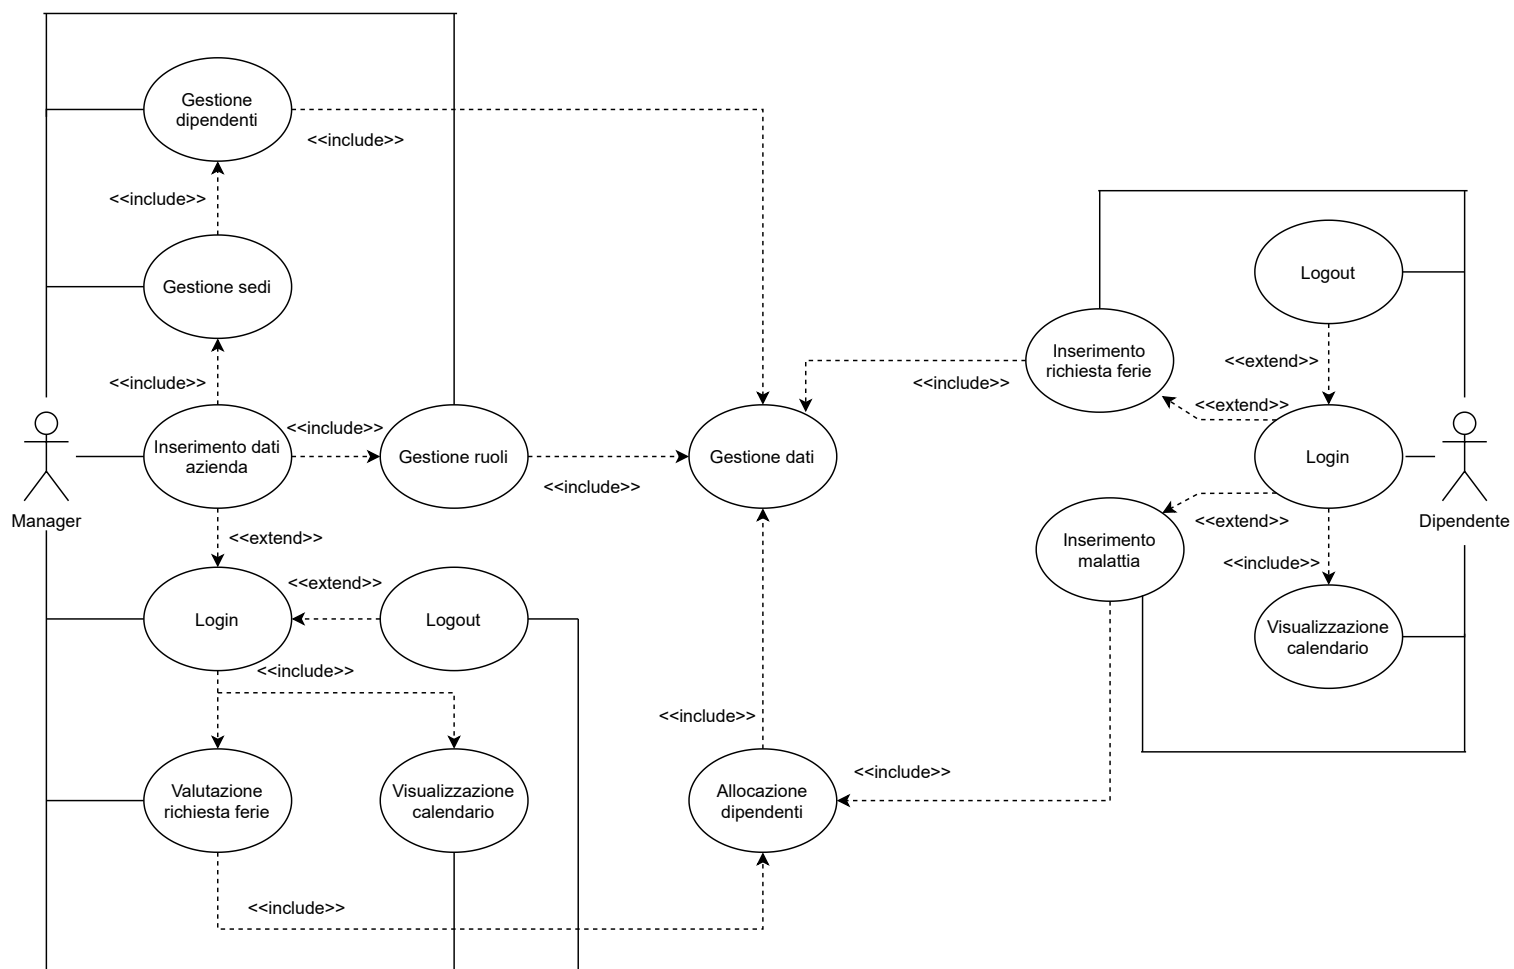 Gestione
dipendenti
<<include>>
<<include>>
Gestione sedi
<<include>>
Inserimento dati
azienda
<<include>>
Gestione ruoli
<<include>>
Gestione dati
Manager
<<extend>>
Login
<<extend>>
Logout
<<include>>
Valutazione
richiesta ferie
Visualizzazione
calendario
<<include>>
<<include>>
Allocazione
dipendenti
<<include>>
Inserimento
richiesta ferie
<<include>>
Logout
<<extend>>
<<extend>>
Login
Dipendente
<<extend>>
Inserimento
malattia
<<include>>
Visualizzazione
calendario